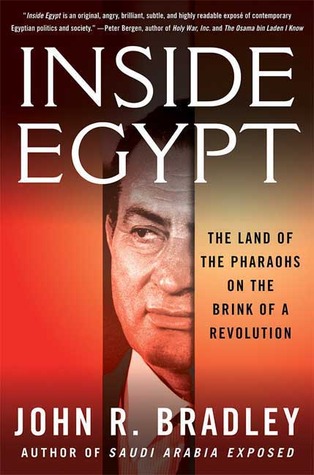 "Inside Egypt is an original, angry, brilliant, subtle, and highly readable exposé of contemporary
Egyptian politics and society."—Peter Bergen, author of Holy War, Inc. and The Osama bin Laden I Know
INSIDE
EGYPT
THE LAND OF
THE PHARAOHS
ON THE
BRINK OF A
REVOLUTION
JOHN R. BRADLEY
AUTHOR OF SAUDI ARABIA EXPOSED